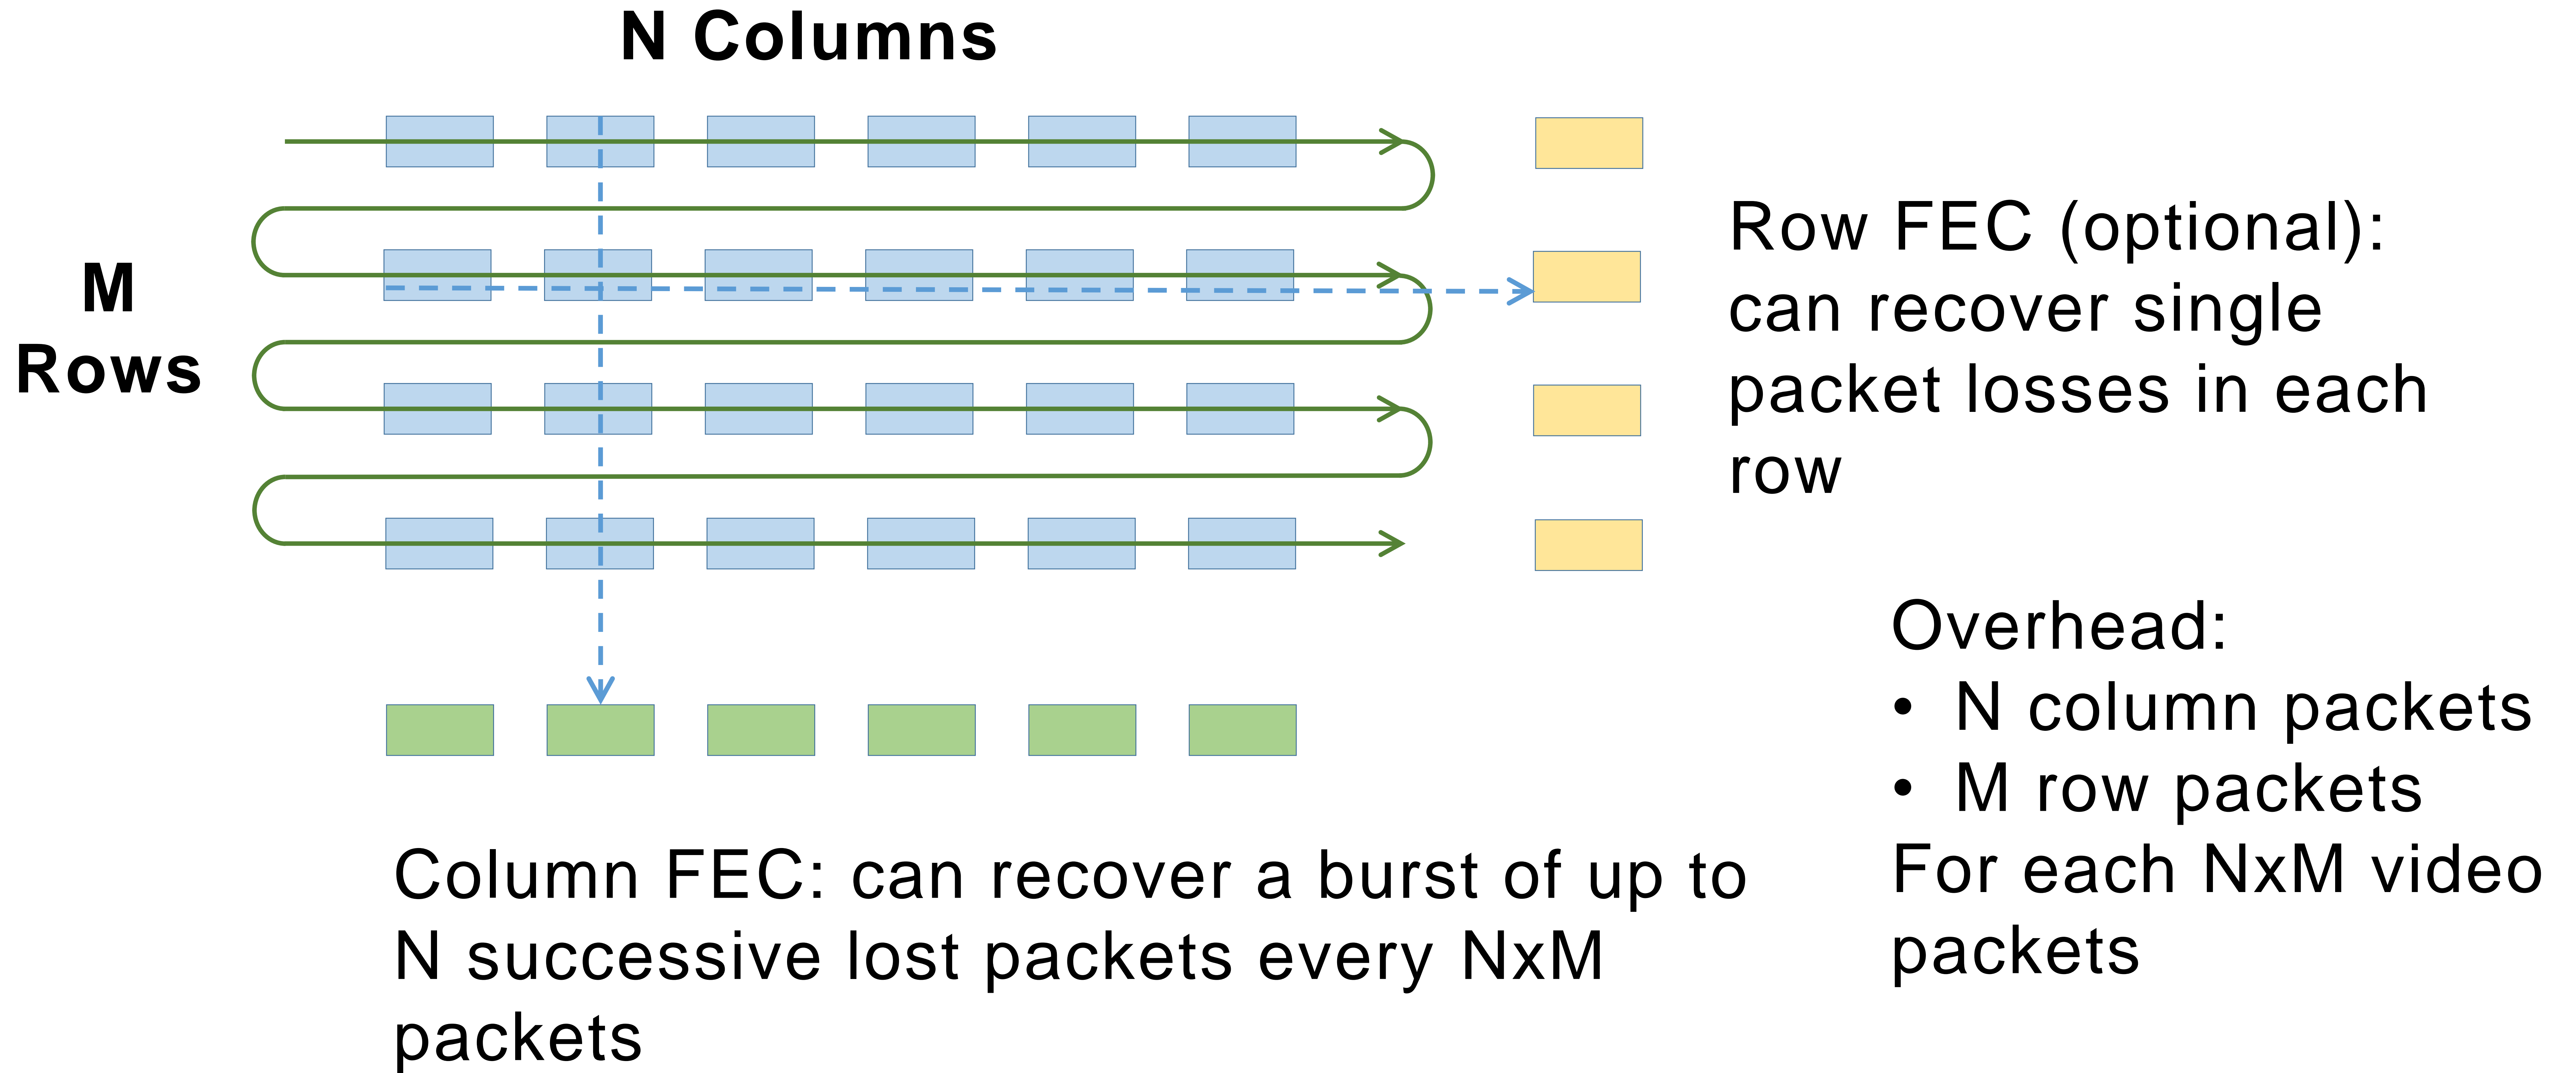 N Columns
M
Rows
Row FEC (optional):
can recover single
packet losses in each
row
Overhead:
• N column packets
• M row packets
For each NxM video
packets
Column FEC: can recover a burst of up to
N successive lost packets every NxM
packets